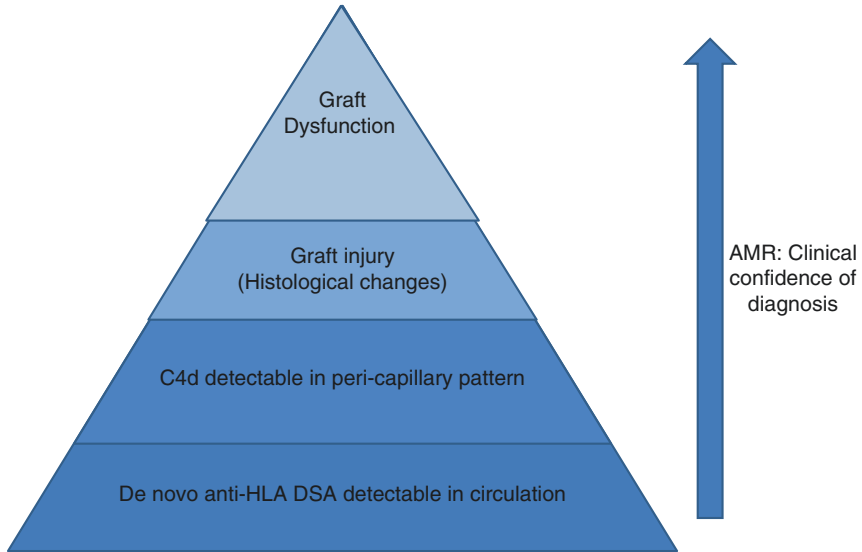 Graft
Dysfunction
Graft injury
(Histological changes)
C4d detectable in peri-capillary pattern
De novo anti-HLA DSA detectable in circulation
AMR: Clinical
confidence of
diagnosis